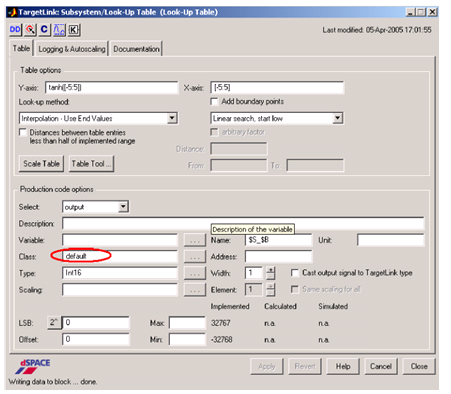 TargetLink: Subsystem/Look-Up Table (Look-Up Table)
DD C K Last modified: 05-Apr-2005 17:01:55
Table Logging & Autoscaling Documentation
Table options
Y-axis: tanh([-5:5]) X-axis: [-5:5]
Look-up method: Add boundary points
Interpolation - Use End Values Linear search, start low
Distances between table entries less than half of implemented range arbitrary factor
Distance:
Scale Table Table Tool ... From: To:
Production code options
Select: output
Description:
Description of the variable
Variable: ... Name: $S_$B Unit:
Class: default ... Address:
Type: Int16 ... Width: 1 Cast output signal to TargetLink type
Scaling: ... Element: 1 Same scaling for all
Implemented Calculated Simulated
LSB: 2^ 0 Max: 32767 n.a. n.a.
Offset: 0 Min: -32768 n.a. n.a.
dSPACE Apply Revert Help Cancel Close
Writing data to block ... done.